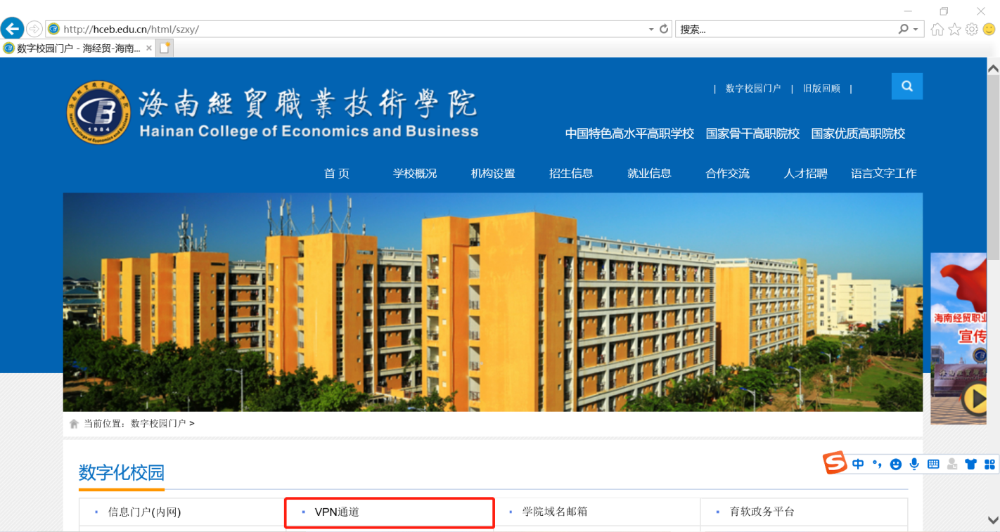 http://hceb.edu.cn/html/szxy/
搜索...
数字校园门户 - 海经贸-海南...
| 数字校园门户 | 旧版回顾 |
海南經貿職業技術學院
Hainan College of Economics and Business
1984
中国特色高水平高职学校 国家骨干高职院校 国家优质高职院校
首 页 学校概况 机构设置 招生信息 就业信息 合作交流 人才招聘 语言文字工作
海南经贸职业
宣传
当前位置：数字校园门户 >
中
数字化校园
信息门户(内网) VPN通道 学院域名邮箱 育软政务平台